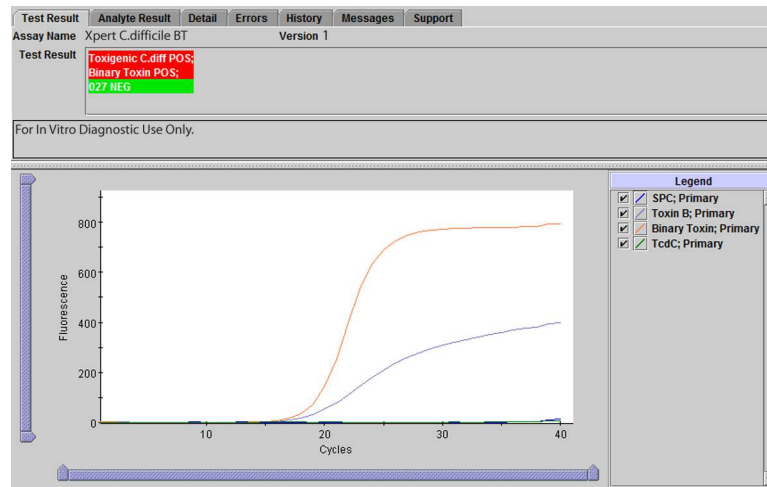 Test Result Analyte Result Detail Errors History Messages Support
Assay Name Xpert C.difficile BT Version 1
Test Result
Toxigenic C.diff POS;
Binary Toxin POS;
027 NEG
For In Vitro Diagnostic Use Only.
Legend
SPC; Primary
Toxin B; Primary
Binary Toxin; Primary
TcdC; Primary
Fluorescence
800
600
400
200
0
10 20 30 40
Cycles